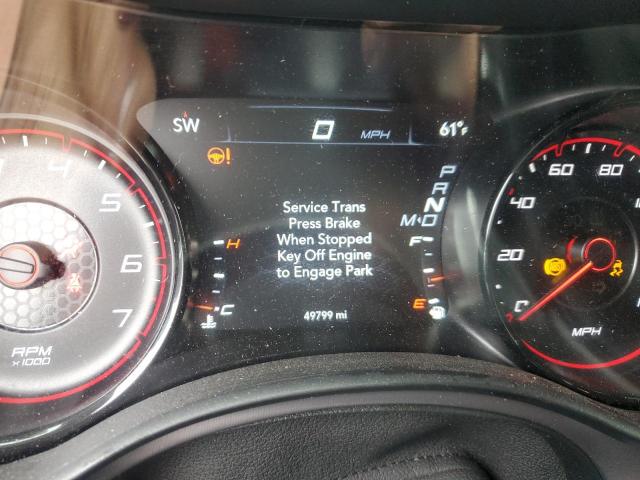 SW
0 MPH
61°F
P
R
N
M+D
Service Trans
Press Brake
When Stopped
Key Off Engine
to Engage Park
H
C
F
E
49799 mi
4
5
6
7
RPM
x1000
0
20
40
60
80
MPH